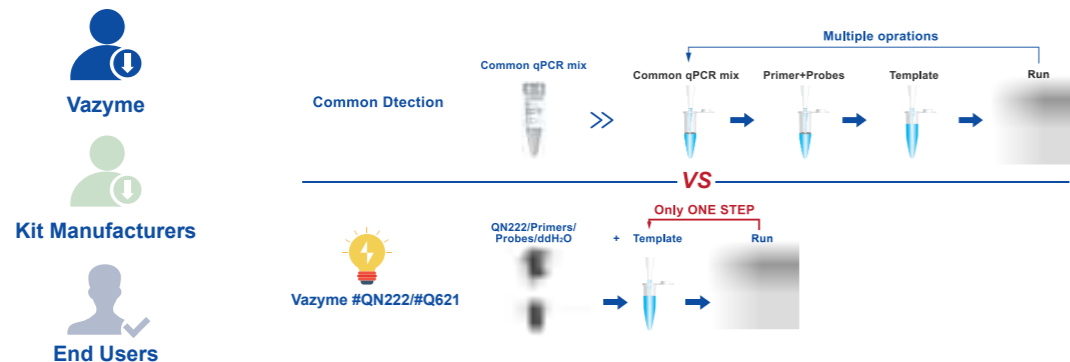 Vazyme
Kit Manufacturers
End Users
Multiple oprations
Common qPCR mix
Common qPCR mix
Primer+Probes
Template
Run
Common Dtection
VS
Only ONE STEP
QN222/Primers/
Probes/ddH₂O
+
Template
Run
Vazyme #QN222/#Q621